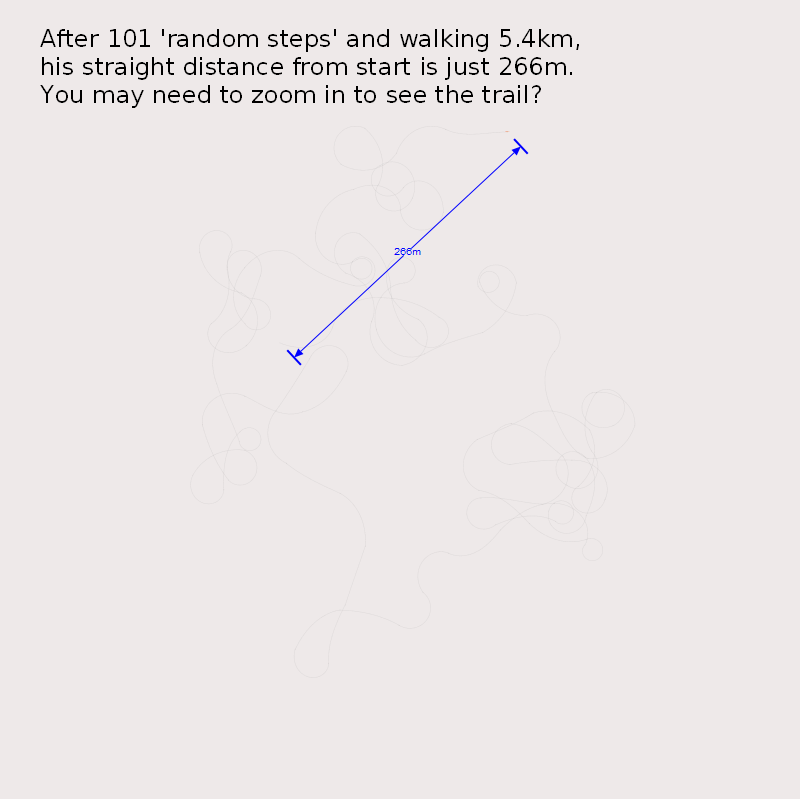 After 101 'random steps' and walking 5.4km,
his straight distance from start is just 266m.
You may need to zoom in to see the trail?
266m